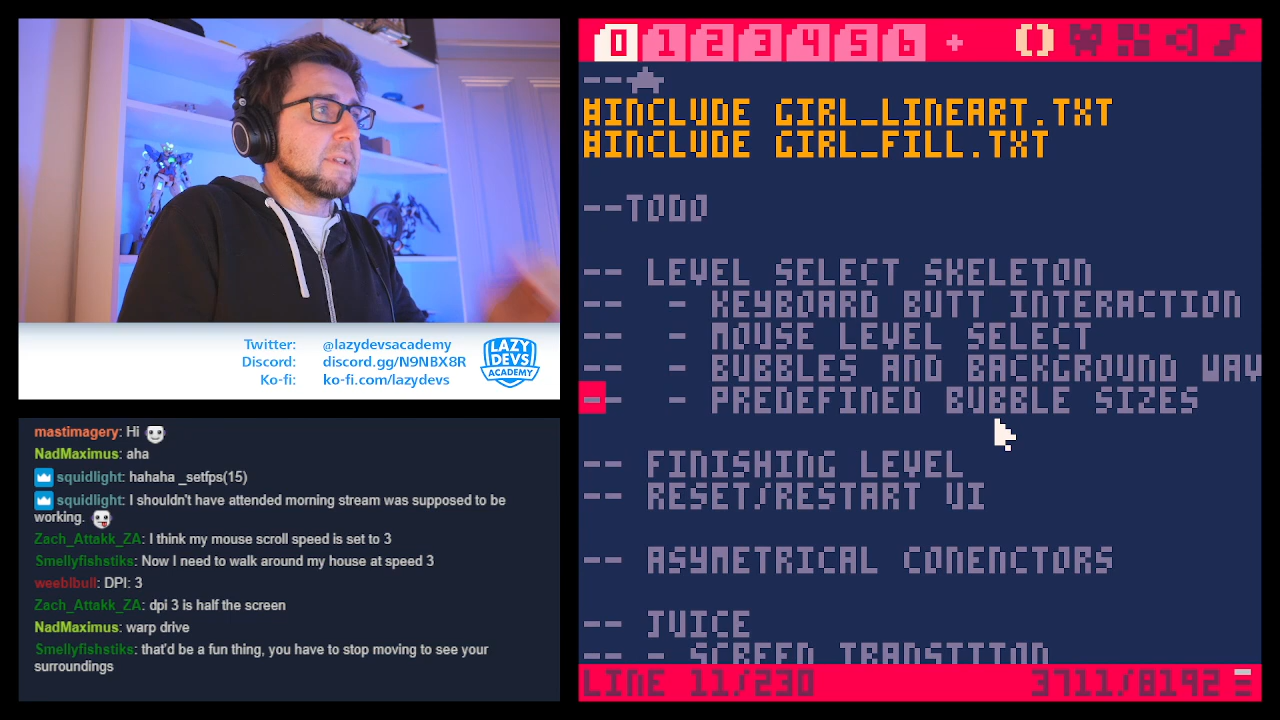 Twitter: @lazydevsacademy
Discord: discord.gg/N9NBX8R
Ko-fi: ko-fi.com/lazydevs
LAZY
DEVS
ACADEMY
mastimagery: Hi
NadMaximus: aha
squidlight: hahaha _setfps(15)
squidlight: I shouldn't have attended morning stream was supposed to be
working.
Zach_Attakk_ZA: I think my mouse scroll speed is set to 3
Smellyfishstiks: Now I need to walk around my house at speed 3
weeblbull: DPI: 3
Zach_Attakk_ZA: dpi 3 is half the screen
NadMaximus: warp drive
Smellyfishstiks: that'd be a fun thing, you have to stop moving to see your
surroundings
0 1 2 3 4 5 6 +
--
#INCLUDE GIRL_LINEART.TXT
#INCLUDE GIRL_FILL.TXT
--TODO
-- LEVEL SELECT SKELETON
--  - KEYBOARD BUTT INTERACTION
--  - MOUSE LEVEL SELECT
--  - BUBBLES AND BACKGROUND WAV
--  - PREDEFINED BUBBLE SIZES
-- FINISHING LEVEL
-- RESET/RESTART UI
-- ASYMETRICAL CONENCTORS
-- JUICE
-- - SCREEN TRANSITION
LINE 11/230 3711/8192